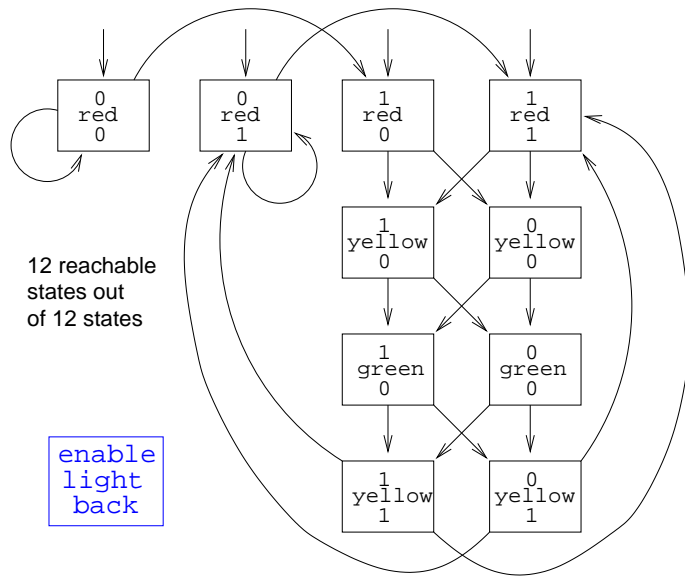 0
red
0
0
red
1
1
red
0
1
red
1
1
yellow
0
0
yellow
0
12 reachable
states out
of 12 states
1
green
0
0
green
0
enable
light
back
1
yellow
1
0
yellow
1